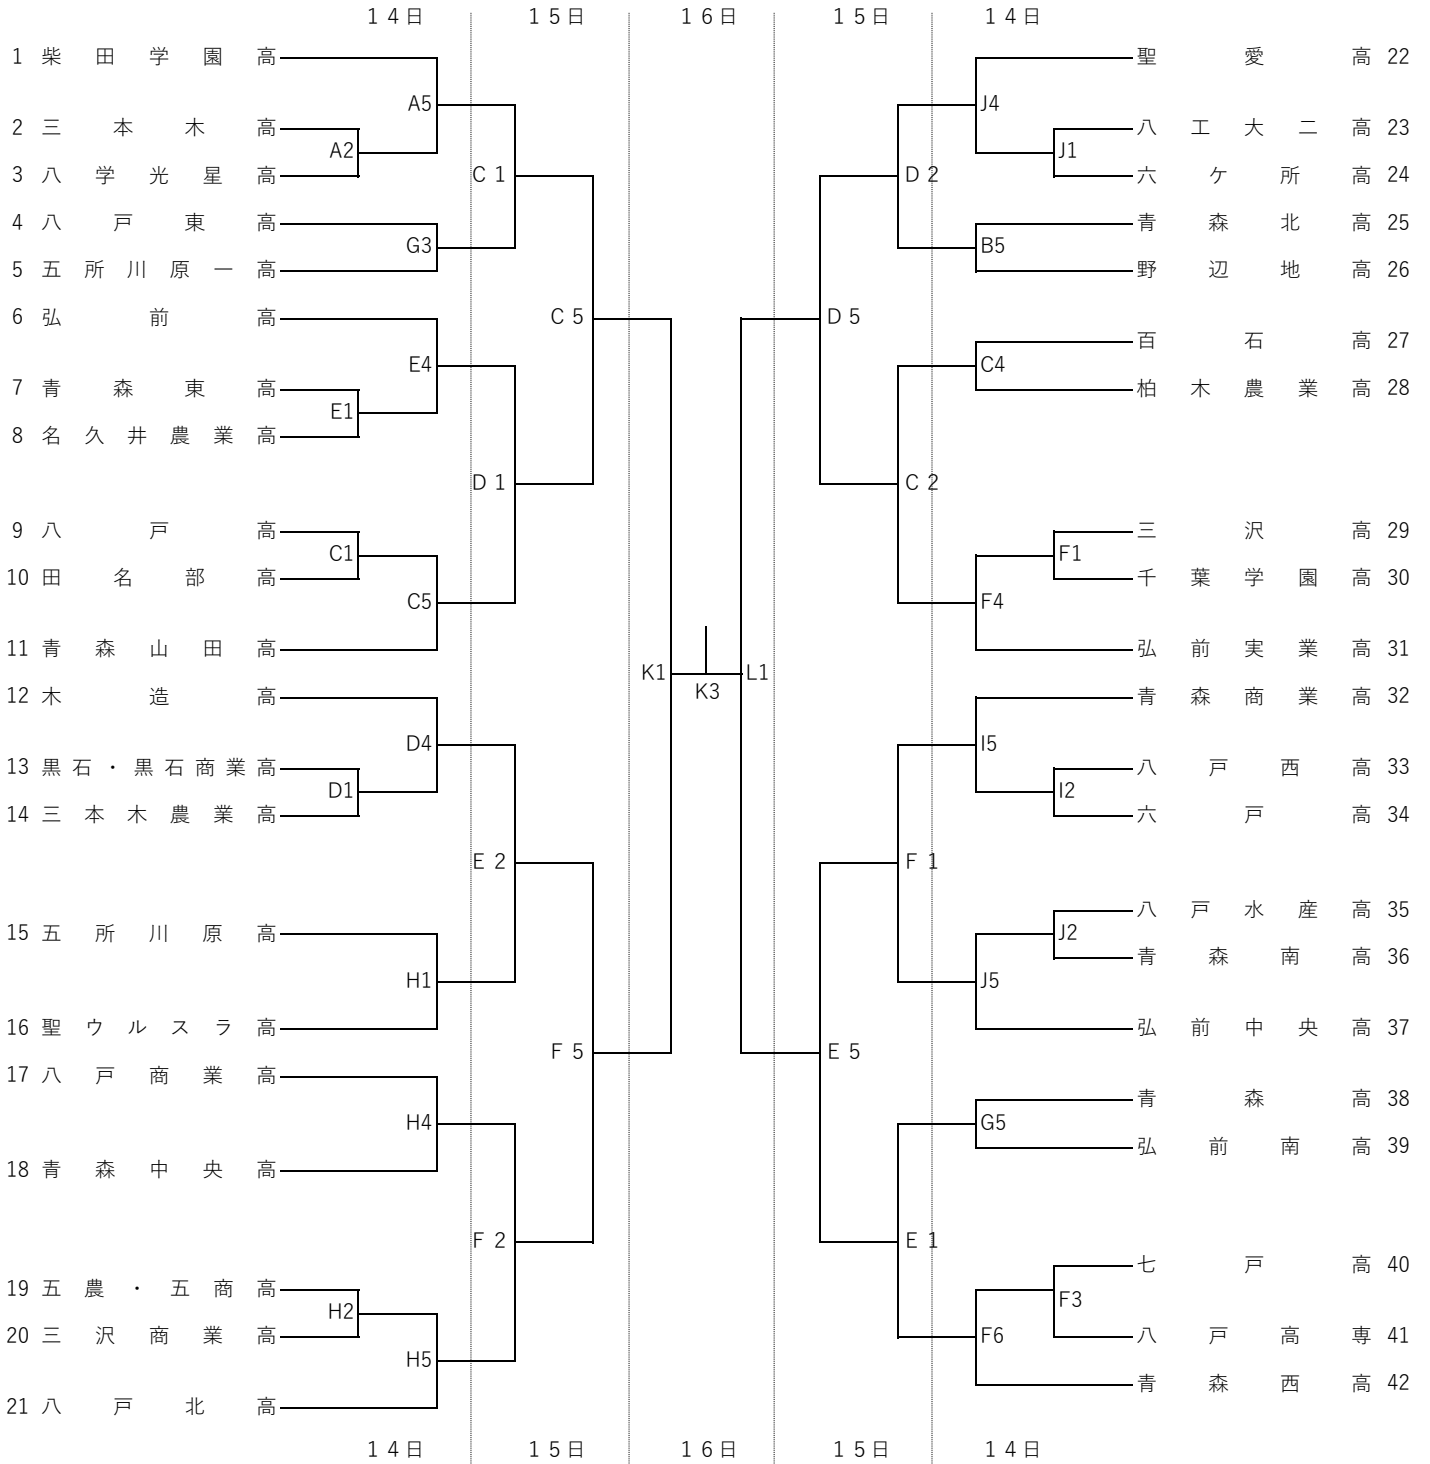 １４日 １５日 １６日 １５日 １４日
1 柴田学園高 聖愛高 22
A5 J4
2 三本木高 八工大二高 23
A2 J1
3 八学光星高 C 1 D 2 六ケ所高 24
4 八戸東高 青森北高 25
G3 B5
5 五所川原一高 野辺地高 26
6 弘前高 C 5 D 5
百石高 27
E4 C4
7 青森東高 柏木農業高 28
E1
8 名久井農業高
D 1 C 2
9 八戸高 三沢高 29
C1 F1
10 田名部高 千葉学園高 30
C5 F4
11 青森山田高 弘前実業高 31
K1 L1
K3
12 木造高 青森商業高 32
D4 I5
13 黒石・黒石商業高 八戸西高 33
D1 I2
14 三本木農業高 六戸高 34
E 2 F 1
八戸水産高 35
15 五所川原高 J2
青森南高 36
H1 J5
16 聖ウルスラ高 弘前中央高 37
F 5 E 5
17 八戸商業高
青森高 38
H4 G5
弘前南高 39
18 青森中央高
F 2 E 1
七戸高 40
19 五農・五商高
H2 F3
20 三沢商業高 F6 八戸高専 41
H5
青森西高 42
21 八戸北高
１４日 １５日 １６日 １５日 １４日